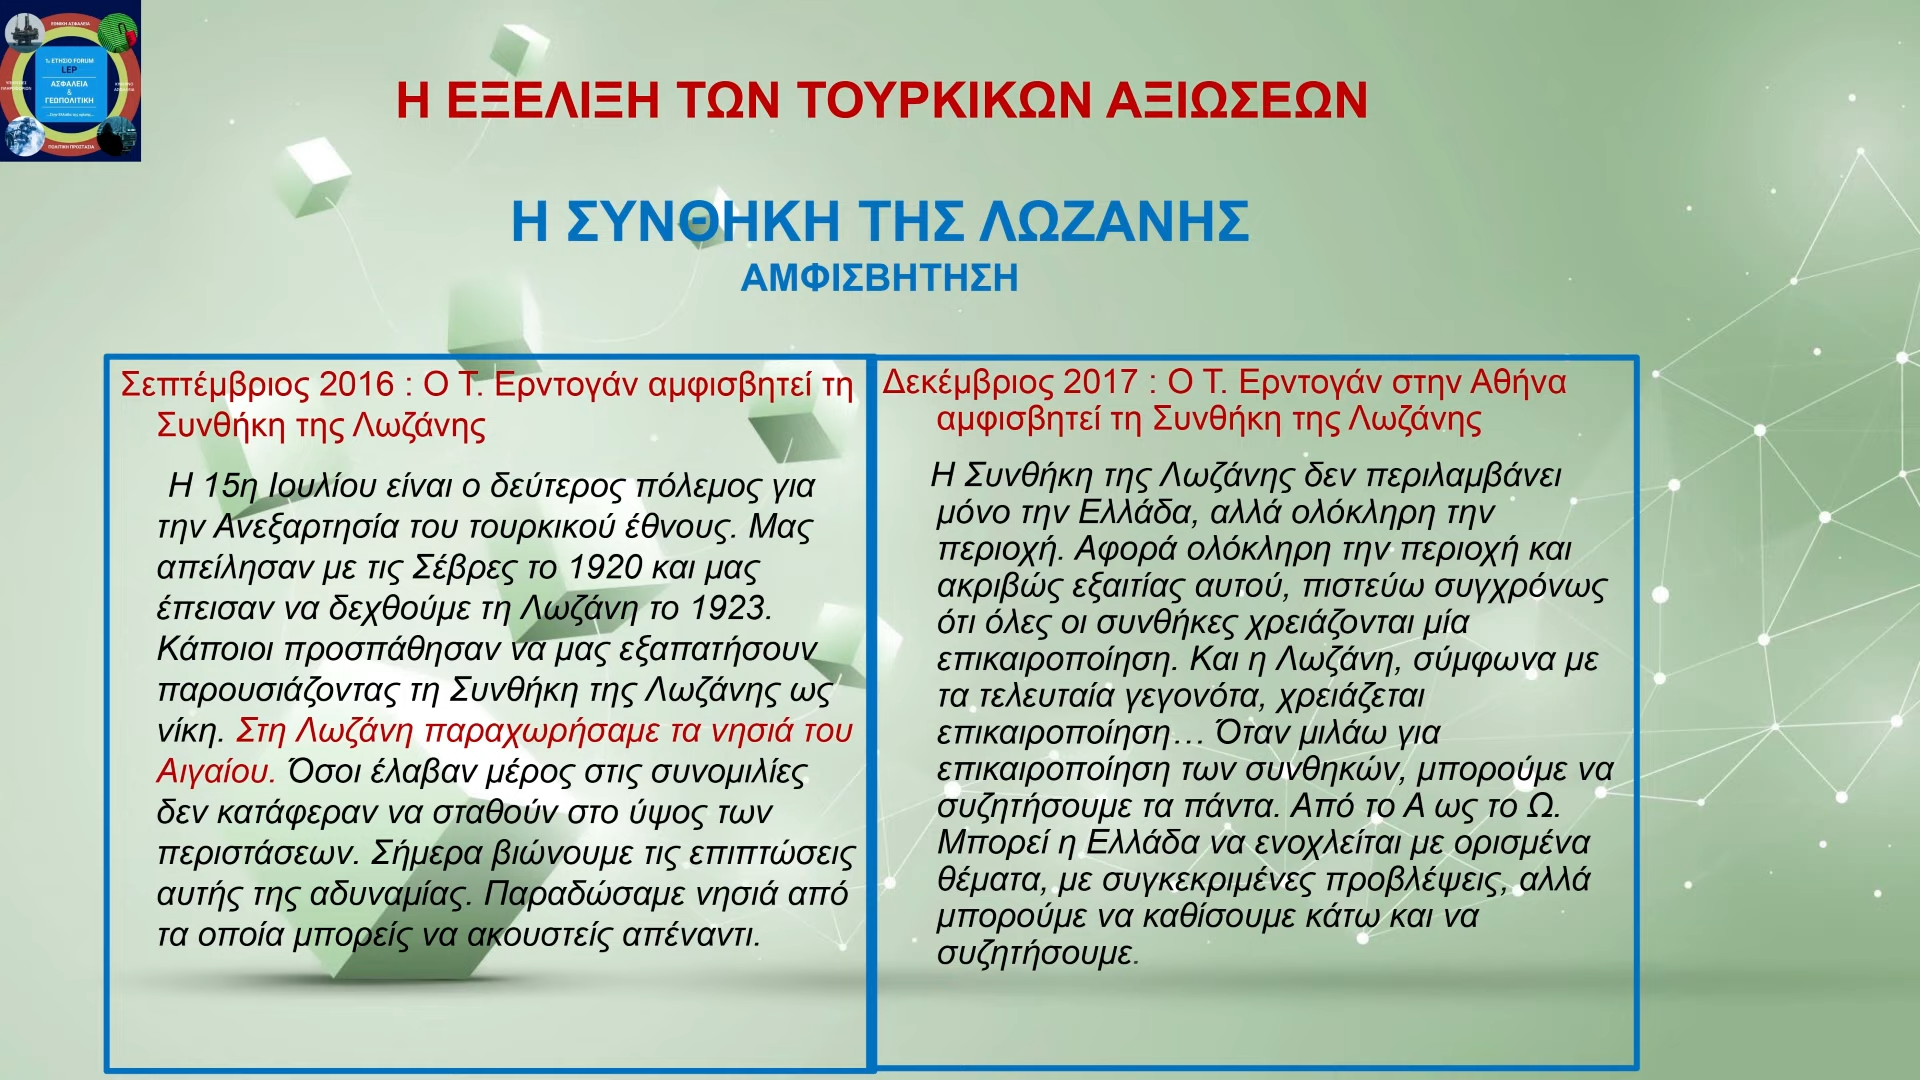 ΕΘΝΙΚΗ ΑΣΦΑΛΕΙΑ
1ο ΕΤΗΣΙΟ FORUM
LEP
ΑΣΦΑΛΕΙΑ
&
ΓΕΩΠΟΛΙΤΙΚΗ
ΠΟΛΙΤΙΚΗ ΠΡΟΣΤΑΣΙΑ
Η ΕΞΕΛΙΞΗ ΤΩΝ ΤΟΥΡΚΙΚΩΝ ΑΞΙΩΣΕΩΝ
Η ΣΥΝΘΗΚΗ ΤΗΣ ΛΩΖΑΝΗΣ
ΑΜΦΙΣΒΗΤΗΣΗ
Σεπτέμβριος 2016 : Ο Τ. Ερντογάν αμφισβητεί τη
Συνθήκη της Λωζάνης
Η 15η Ιουλίου είναι ο δεύτερος πόλεμος για
την Ανεξαρτησία του τουρκικού έθνους. Μας
απείλησαν με τις Σέβρες το 1920 και μας
έπεισαν να δεχθούμε τη Λωζάνη το 1923.
Κάποιοι προσπάθησαν να μας εξαπατήσουν
παρουσιάζοντας τη Συνθήκη της Λωζάνης ως
νίκη. Στη Λωζάνη παραχωρήσαμε τα νησιά του
Αιγαίου. Όσοι έλαβαν μέρος στις συνομιλίες
δεν κατάφεραν να σταθούν στο ύψος των
περιστάσεων. Σήμερα βιώνουμε τις επιπτώσεις
αυτής της αδυναμίας. Παραδώσαμε νησιά από
τα οποία μπορείς να ακουστείς απέναντι.
Δεκέμβριος 2017 : Ο Τ. Ερντογάν στην Αθήνα
αμφισβητεί τη Συνθήκη της Λωζάνης
Η Συνθήκη της Λωζάνης δεν περιλαμβάνει
μόνο την Ελλάδα, αλλά ολόκληρη την
περιοχή. Αφορά ολόκληρη την περιοχή και
ακριβώς εξαιτίας αυτού, πιστεύω συγχρόνως
ότι όλες οι συνθήκες χρειάζονται μία
επικαιροποίηση. Και η Λωζάνη, σύμφωνα με
τα τελευταία γεγονότα, χρειάζεται
επικαιροποίηση… Όταν μιλάω για
επικαιροποίηση των συνθηκών, μπορούμε να
συζητήσουμε τα πάντα. Από το Α ως το Ω.
Μπορεί η Ελλάδα να ενοχλείται με ορισμένα
θέματα, με συγκεκριμένες προβλέψεις, αλλά
μπορούμε να καθίσουμε κάτω και να
συζητήσουμε.